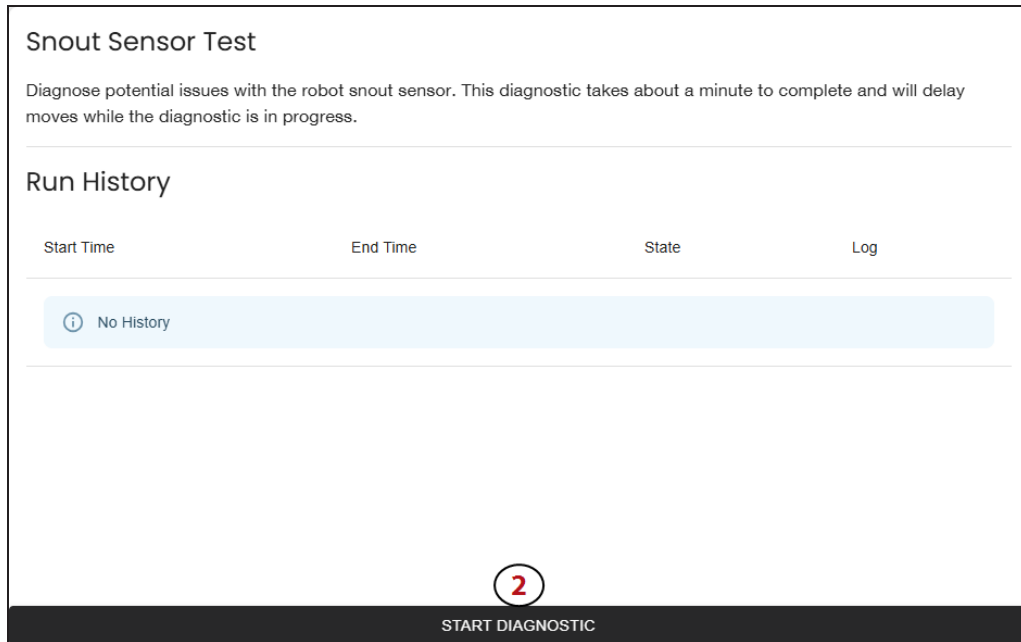 Snout Sensor Test
Diagnose potential issues with the robot snout sensor. This diagnostic takes about a minute to complete and will delay
moves while the diagnostic is in progress.
Run History
Start Time End Time State Log
No History
2
START DIAGNOSTIC